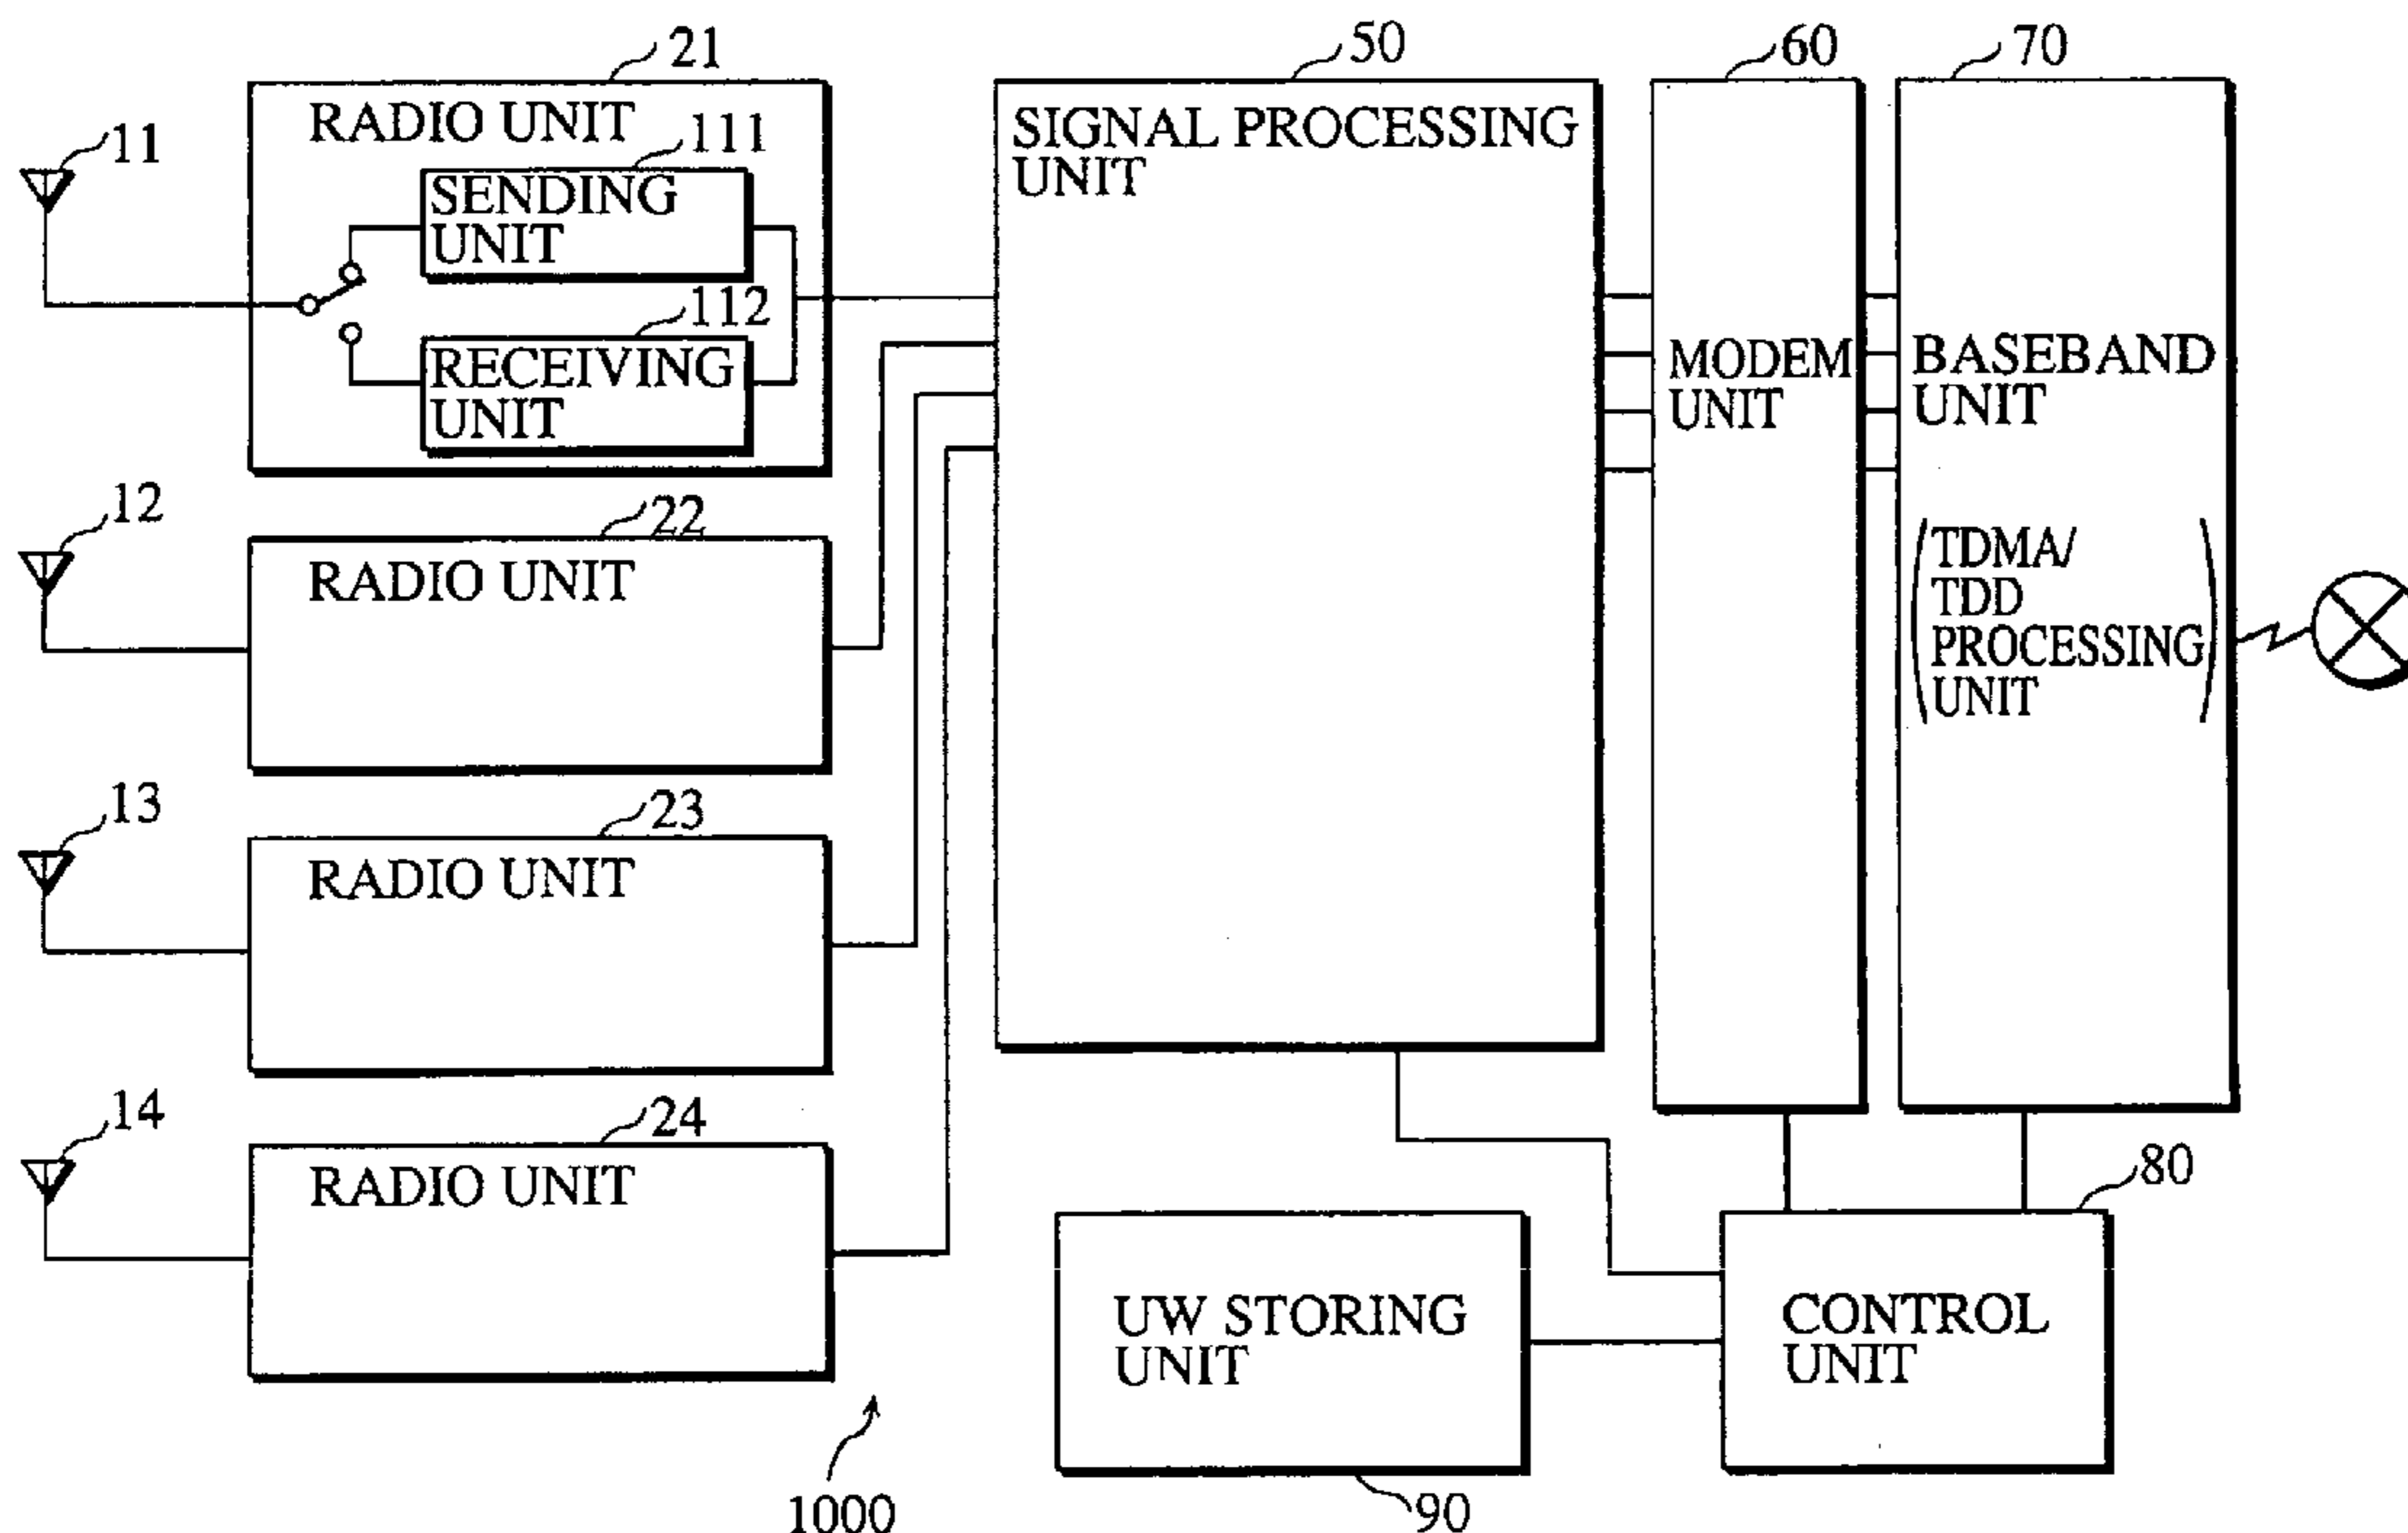 21
RADIO UNIT
11
111
SENDING
UNIT
112
RECEIVING
UNIT
12
22
RADIO UNIT
13
23
RADIO UNIT
14
24
RADIO UNIT
50
SIGNAL PROCESSING
UNIT
60
MODEM
UNIT
70
BASEBAND
UNIT
(TDMA/
TDD
PROCESSING
UNIT)
80
CONTROL
UNIT
UW STORING
UNIT
90
1000